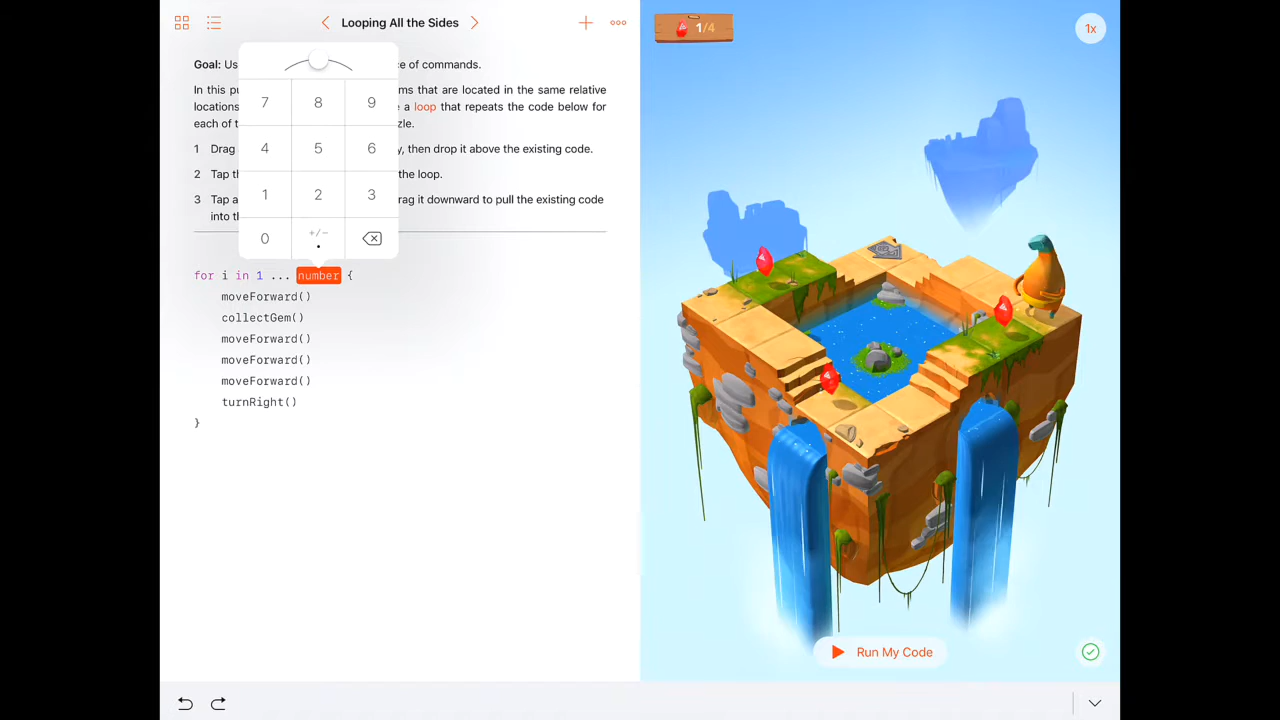 Looping All the Sides
1/4
1x
Goal: Us
ce of commands.
In this pu
ms that are located in the same relative
locations
e a loop that repeats the code below for
each of t
zzle.
1 Drag
y, then drop it above the existing code.
2 Tap th
the loop.
3 Tap a
rag it downward to pull the existing code
into th
7 8 9
4 5 6
1 2 3
0 +/− .
for i in 1 ... number {
moveForward()
collectGem()
moveForward()
moveForward()
moveForward()
turnRight()
}
Run My Code